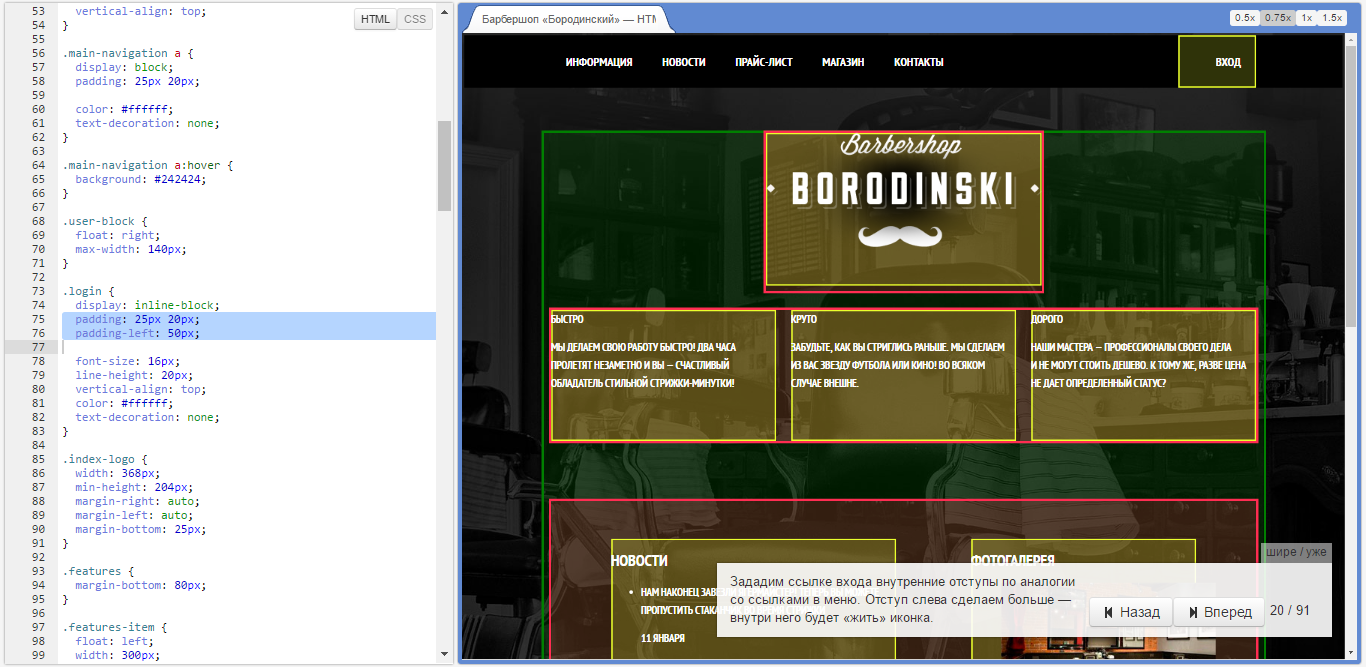 HTML
CSS
53 vertical-align: top;
54 }
55
56 .main-navigation a {
57 display: block;
58 padding: 25px 20px;
59
60 color: #ffffff;
61 text-decoration: none;
62 }
63
64 .main-navigation a:hover {
65 background: #242424;
66 }
67
68 .user-block {
69 float: right;
70 max-width: 140px;
71 }
72
73 .login {
74 display: inline-block;
75 padding: 25px 20px;
76 padding-left: 50px;
77
78 font-size: 16px;
79 line-height: 20px;
80 vertical-align: top;
81 color: #ffffff;
82 text-decoration: none;
83 }
84
85 .index-logo {
86 width: 368px;
87 min-height: 204px;
88 margin-right: auto;
89 margin-left: auto;
90 margin-bottom: 25px;
91 }
92
93 .features {
94 margin-bottom: 80px;
95 }
96
97 .features-item {
98 float: left;
99 width: 300px;
Барбершоп «Бородинский» — HTM
0.5x 0.75x 1x 1.5x
ИНФОРМАЦИЯ НОВОСТИ ПРАЙС-ЛИСТ МАГАЗИН КОНТАКТЫ ВХОД
Barbershop
BORODINSKI
БЫСТРО
МЫ ДЕЛАЕМ СВОЮ РАБОТУ БЫСТРО! ДВА ЧАСА
ПРОЛЕТЯТ НЕЗАМЕТНО И ВЫ – СЧАСТЛИВЫЙ
ОБЛАДАТЕЛЬ СТИЛЬНОЙ СТРИЖКИ-МИНУТКИ!
КРУТО
ЗАБУДЬТЕ, КАК ВЫ СТРИГЛИСЬ РАНЬШЕ. МЫ СДЕЛАЕМ
ИЗ ВАС ЗВЕЗДУ ФУТБОЛА ИЛИ КИНО! ВО ВСЯКОМ
СЛУЧАЕ ВНЕШНЕ.
ДОРОГО
НАШИ МАСТЕРА – ПРОФЕССИОНАЛЫ СВОЕГО ДЕЛА
И НЕ МОГУТ СТОИТЬ ДЕШЕВО. К ТОМУ ЖЕ, РАЗВЕ ЦЕНА
НЕ ДАЕТ ОПРЕДЕЛЕННЫЙ СТАТУС?
НОВОСТИ
НАМ НАКОНЕЦ
ПРОПУСТИТЬ
11 ЯНВАРЯ
ФОТОГАЛЕРЕЯ
шире / уже
Зададим ссылке входа внутренние отступы по аналогии
со ссылками в меню. Отступ слева сделаем больше —
внутри него будет «жить» иконка.
Назад Вперед 20 / 91